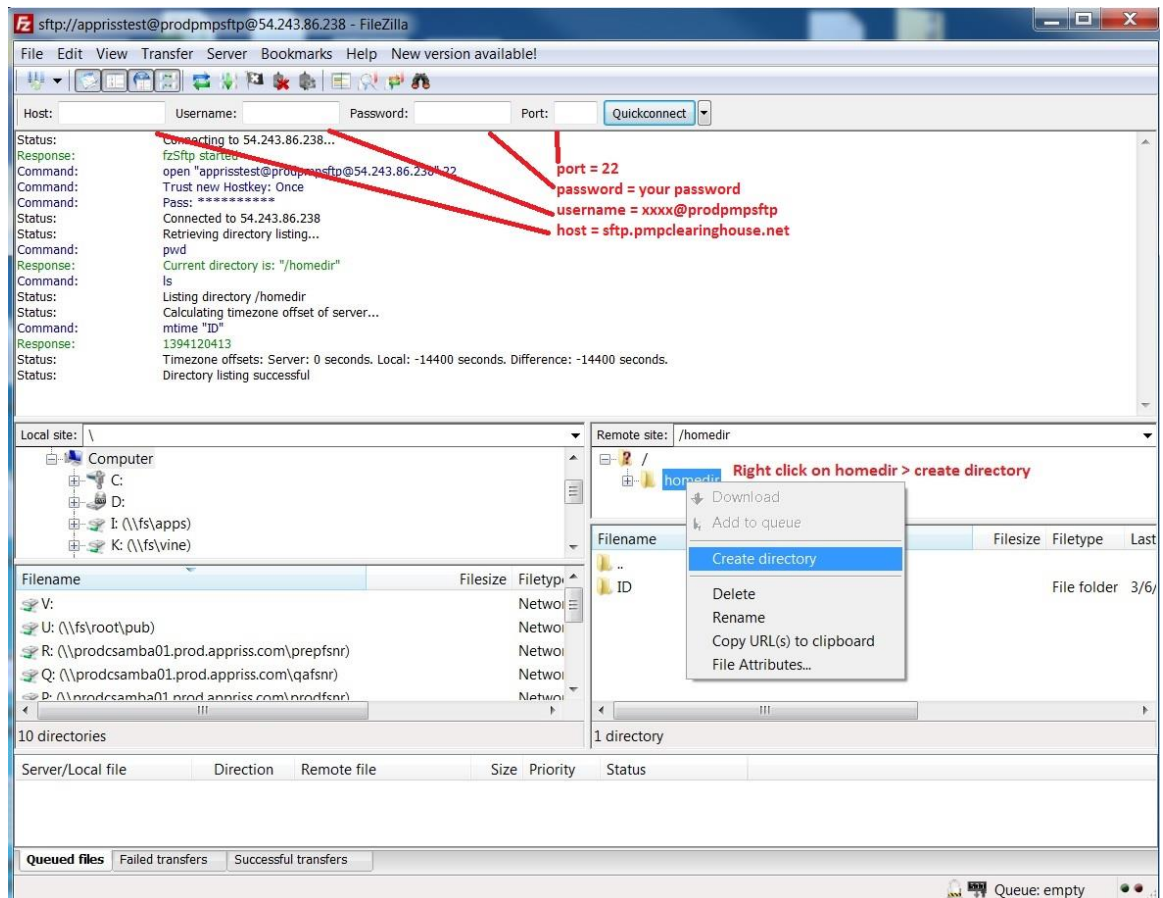 sftp://apprisstest@prodpmpsftp@54.243.86.238 - FileZilla
File Edit View Transfer Server Bookmarks Help New version available!
Host: Username: Password: Port: Quickconnect
Status: Connecting to 54.243.86.238...
Response: fzSftp started
Command: open "apprisstest@prodpmpsftp@54.243.86.238" 22
Command: Trust new Hostkey: Once
Command: Pass: **********
Status: Connected to 54.243.86.238
Status: Retrieving directory listing...
Command: pwd
Response: Current directory is: "/homedir"
Command: ls
Status: Listing directory /homedir
Status: Calculating timezone offset of server...
Command: mtime "ID"
Response: 1394120413
Status: Timezone offsets: Server: 0 seconds. Local: -14400 seconds. Difference: -14400 seconds.
Status: Directory listing successful
port = 22
password = your password
username = xxxx@prodpmpsftp
host = sftp.pmpclearinghouse.net
Local site: \
Computer
C:
D:
I: (\\fs\apps)
K: (\\fs\vine)
Filename Filesize Filetyp
V: Networ
U: (\\fs\root\pub) Networ
R: (\\prodcsamba01.prod.appriss.com\prepfsnr) Networ
Q: (\\prodcsamba01.prod.appriss.com\qafsnr) Networ
P: (\\prodcsamba01.prod.appriss.com\prodfsnr) Networ
10 directories
Remote site: /homedir
/
homedir
Right click on homedir > create directory
Download
Add to queue
Create directory
Delete
Rename
Copy URL(s) to clipboard
File Attributes...
Filename Filesize Filetype Last
..
ID File folder 3/6/
1 directory
Server/Local file Direction Remote file Size Priority Status
Queued files Failed transfers Successful transfers
Queue: empty